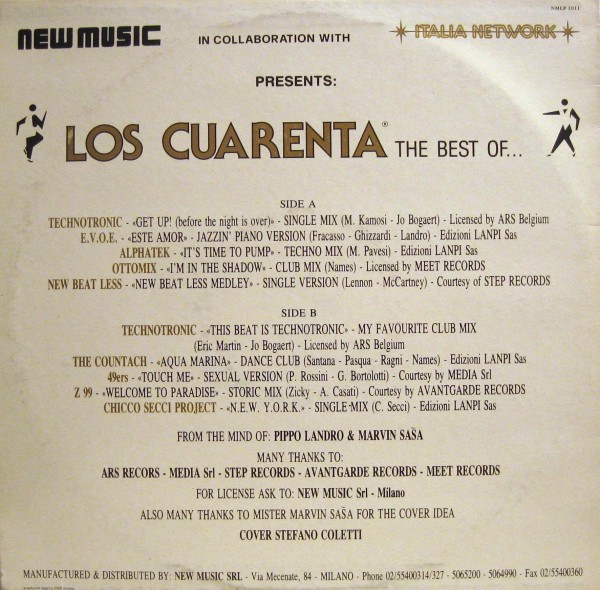 NMLP 1011
NEW MUSIC IN COLLABORATION WITH ITALIA NETWORK
PRESENTS:
LOS CUARENTA® THE BEST OF...
SIDE A
TECHNOTRONIC - «GET UP! (before the night is over)» - SINGLE MIX (M. Kamosi - Jo Bogaert) - Licensed by ARS Belgium
E.V.O.E. - «ESTE AMOR» - JAZZIN' PIANO VERSION (Fracasso - Ghizzardi - Landro) - Edizioni LANPI Sas
ALPHATEK - «IT'S TIME TO PUMP» - TECHNO MIX (M. Pavesi) - Edizioni LANPI Sas
OTTOMIX - «I'M IN THE SHADOW» - CLUB MIX (Names) - Licensed by MEET RECORDS
NEW BEAT LESS - «NEW BEAT LESS MEDLEY» - SINGLE VERSION (Lennon - McCartney) - Courtesy of STEP RECORDS
SIDE B
TECHNOTRONIC - «THIS BEAT IS TECHNOTRONIC» - MY FAVOURITE CLUB MIX
(Eric Martin - Jo Bogaert) - Licensed by ARS Belgium
THE COUNTACH - «AQUA MARINA» - DANCE CLUB (Santana - Pasqua - Ragni - Names) - Edizioni LANPI Sas
49ers - «TOUCH ME» - SEXUAL VERSION (P. Rossini - G. Bortolotti) - Courtesy by MEDIA Srl
Z 99 - «WELCOME TO PARADISE» - STORIC MIX (Zicky - A. Casati) - Courtesy by AVANTGARDE RECORDS
CHICCO SECCI PROJECT - «N.E.W. Y.O.R.K.» - SINGLE MIX (C. Secci) - Edizioni LANPI Sas
FROM THE MIND OF: PIPPO LANDRO & MARVIN SAŠA
MANY THANKS TO:
ARS RECORS - MEDIA Srl - STEP RECORDS - AVANTGARDE RECORDS - MEET RECORDS
FOR LICENSE ASK TO: NEW MUSIC Srl - Milano
ALSO MANY THANKS TO MISTER MARVIN SAŠA FOR THE COVER IDEA
COVER STEFANO COLETTI
MANUFACTURED & DISTRIBUTED BY: NEW MUSIC SRL - Via Mecenate, 84 - MILANO - Phone 02/55400314/327 - 5065200 - 5064990 - Fax 02/55400360